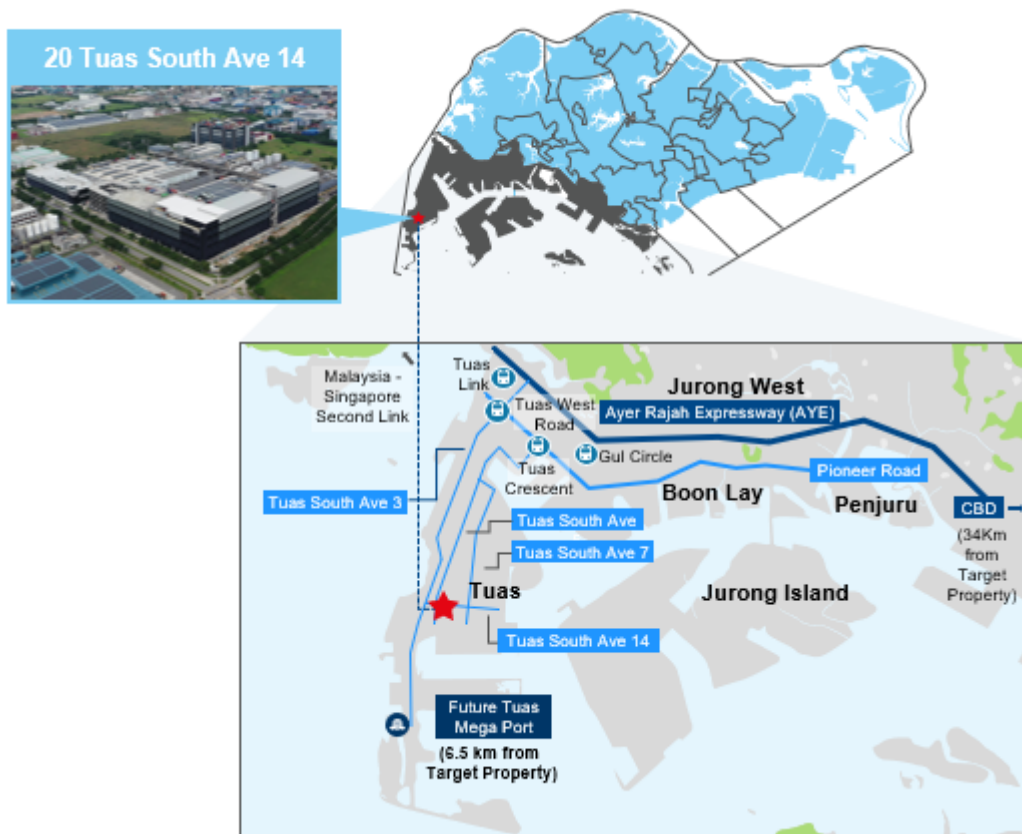 20 Tuas South Ave 14
Malaysia -
Singapore
Second Link
Tuas
Link
Tuas West
Road
Tuas
Crescent
Gul Circle
Jurong West
Ayer Rajah Expressway (AYE)
Pioneer Road
Boon Lay
Penjuru
CBD
(34Km
from
Target
Property)
Tuas South Ave 3
Tuas South Ave
Tuas South Ave 7
Tuas
Jurong Island
Tuas South Ave 14
Future Tuas
Mega Port
(6.5 km from
Target Property)